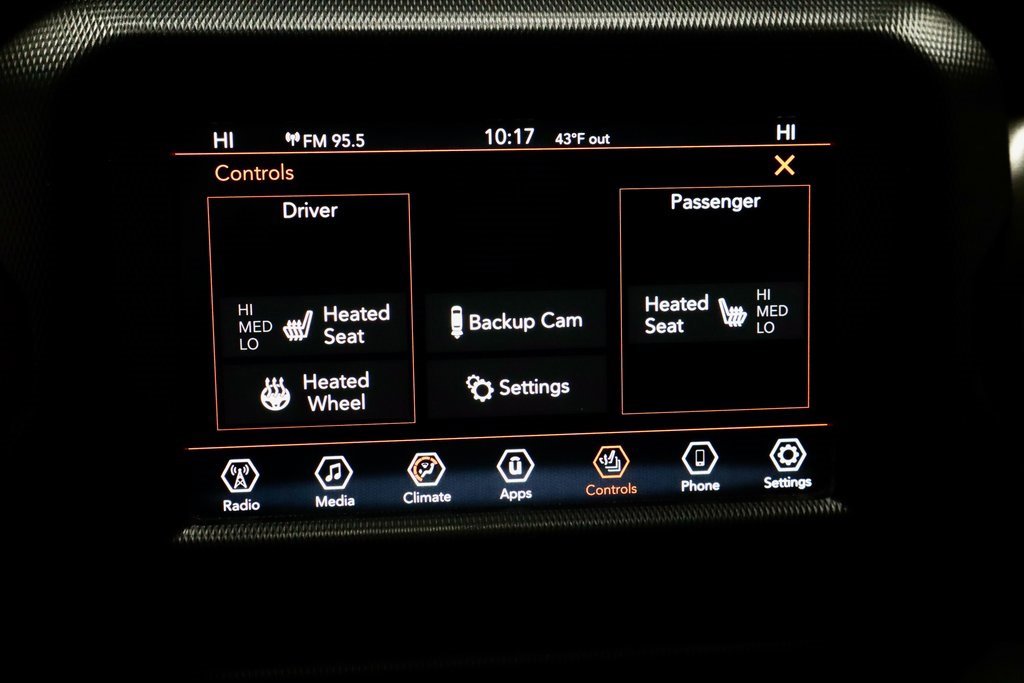 HI FM 95.5 10:17 43°F out HI
Controls
Driver
Passenger
HI
MED
LO
Heated
Seat
Heated
Wheel
Backup Cam
Settings
Heated
Seat
HI
MED
LO
Radio Media Climate Apps Controls Phone Settings